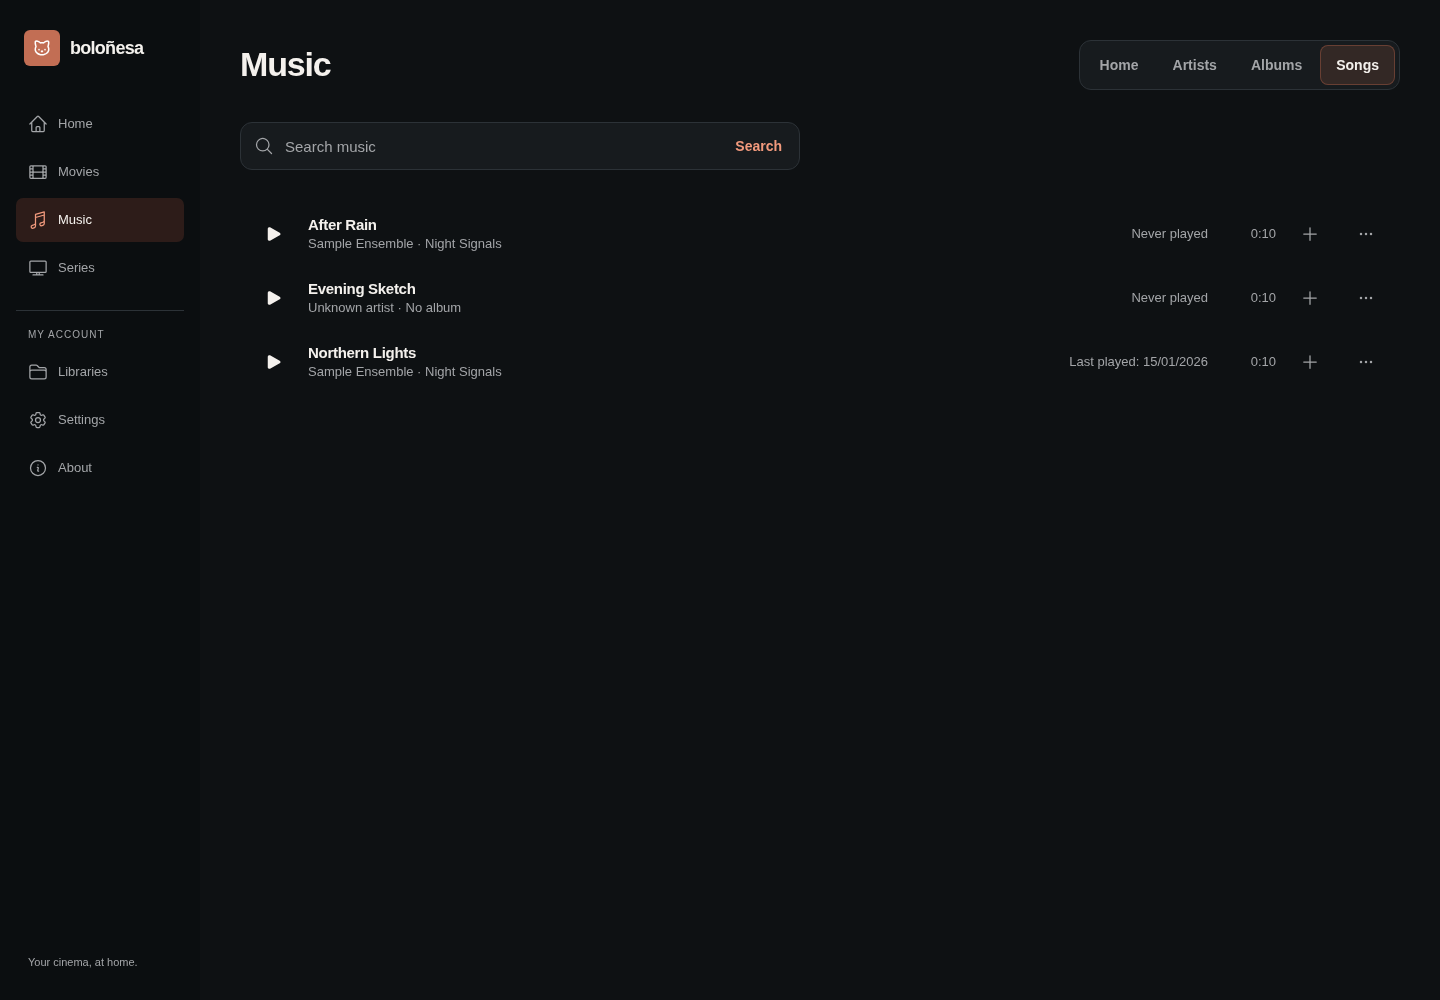 boloñesa
Home
Movies
Music
Series
MY ACCOUNT
Libraries
Settings
About
Your cinema, at home.
Music
Home Artists Albums Songs
Search music Search
After Rain
Sample Ensemble · Night Signals
Never played 0:10
Evening Sketch
Unknown artist · No album
Never played 0:10
Northern Lights
Sample Ensemble · Night Signals
Last played: 15/01/2026 0:10